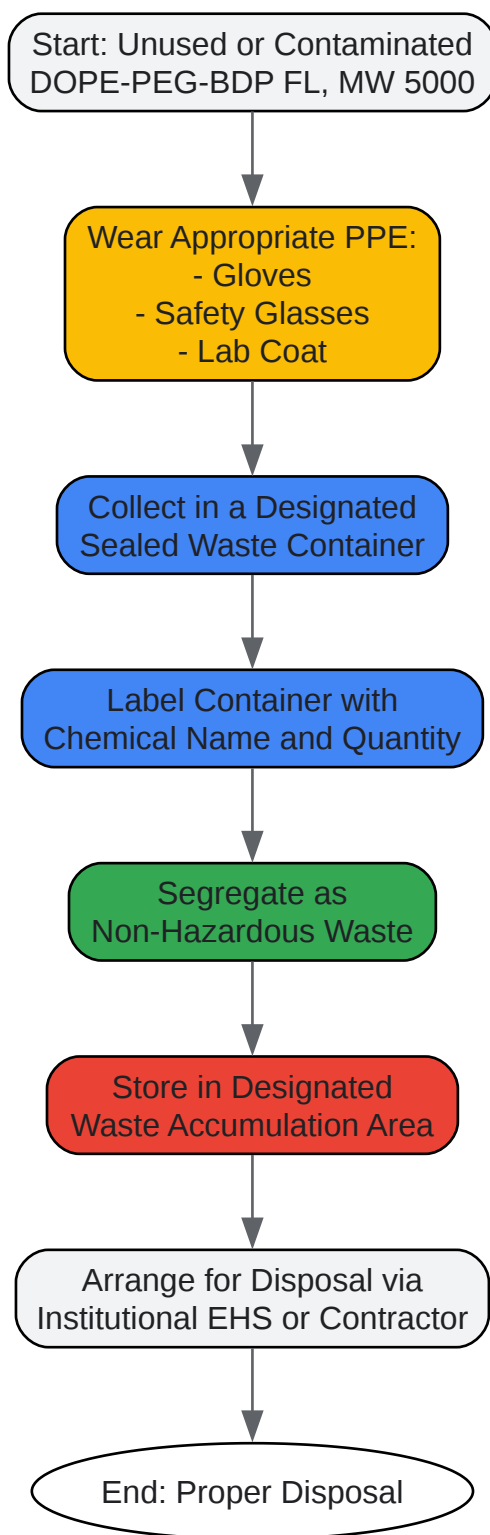 Start: Unused or Contaminated
DOPE-PEG-BDP FL, MW 5000
Wear Appropriate PPE:
- Gloves
- Safety Glasses
- Lab Coat
Collect in a Designated
Sealed Waste Container
Label Container with
Chemical Name and Quantity
Segregate as
Non-Hazardous Waste
Store in Designated
Waste Accumulation Area
Arrange for Disposal via
Institutional EHS or Contractor
End: Proper Disposal